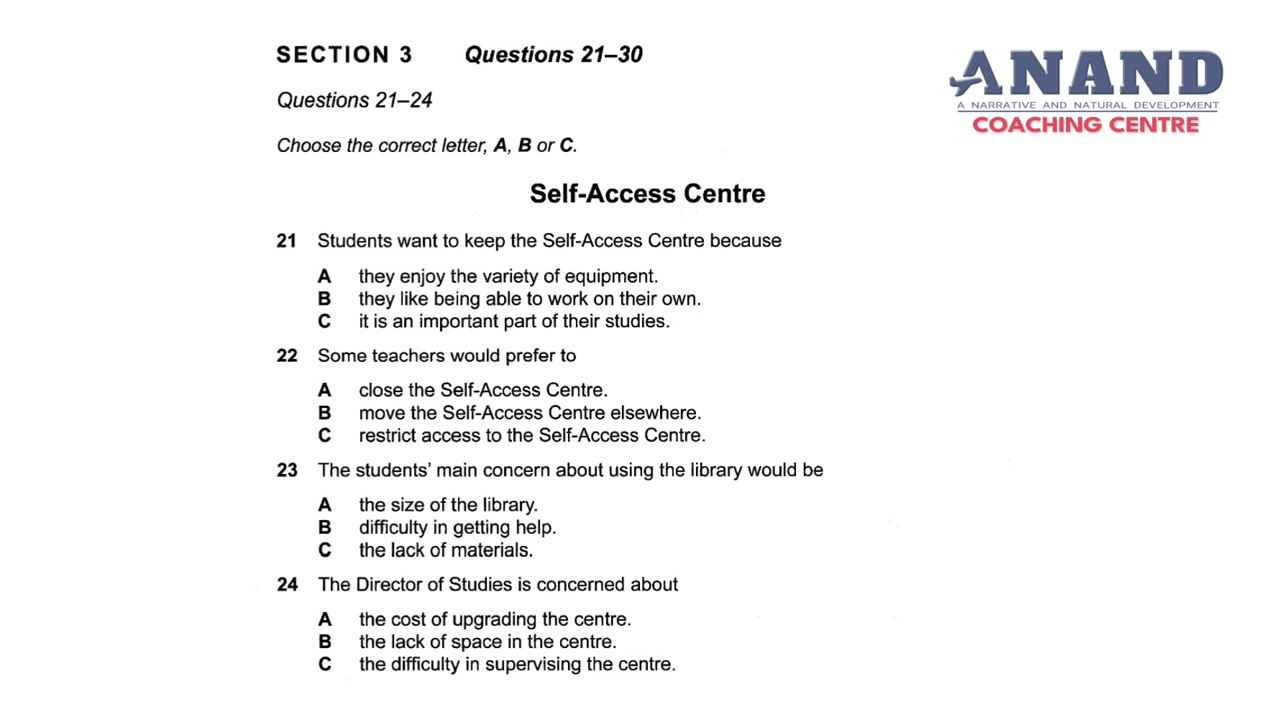 SECTION 3 Questions 21–30
ANAND
A NARRATIVE AND NATURAL DEVELOPMENT
COACHING CENTRE
Questions 21–24
Choose the correct letter, A, B or C.
Self-Access Centre
21 Students want to keep the Self-Access Centre because
A they enjoy the variety of equipment.
B they like being able to work on their own.
C it is an important part of their studies.
22 Some teachers would prefer to
A close the Self-Access Centre.
B move the Self-Access Centre elsewhere.
C restrict access to the Self-Access Centre.
23 The students' main concern about using the library would be
A the size of the library.
B difficulty in getting help.
C the lack of materials.
24 The Director of Studies is concerned about
A the cost of upgrading the centre.
B the lack of space in the centre.
C the difficulty in supervising the centre.